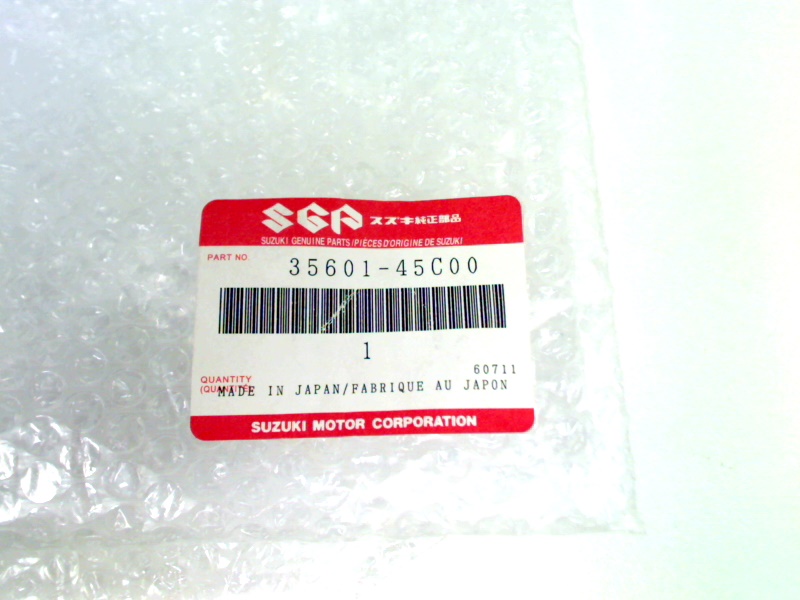 SGP スズキ純正部品
SUZUKI GENUINE PARTS/PIÈCES D'ORIGINE DE SUZUKI
PART NO. 35601-45C00
1
60711
QUANTITY
(QUANTITÉ)
MADE IN JAPAN/FABRIQUE AU JAPON
SUZUKI MOTOR CORPORATION